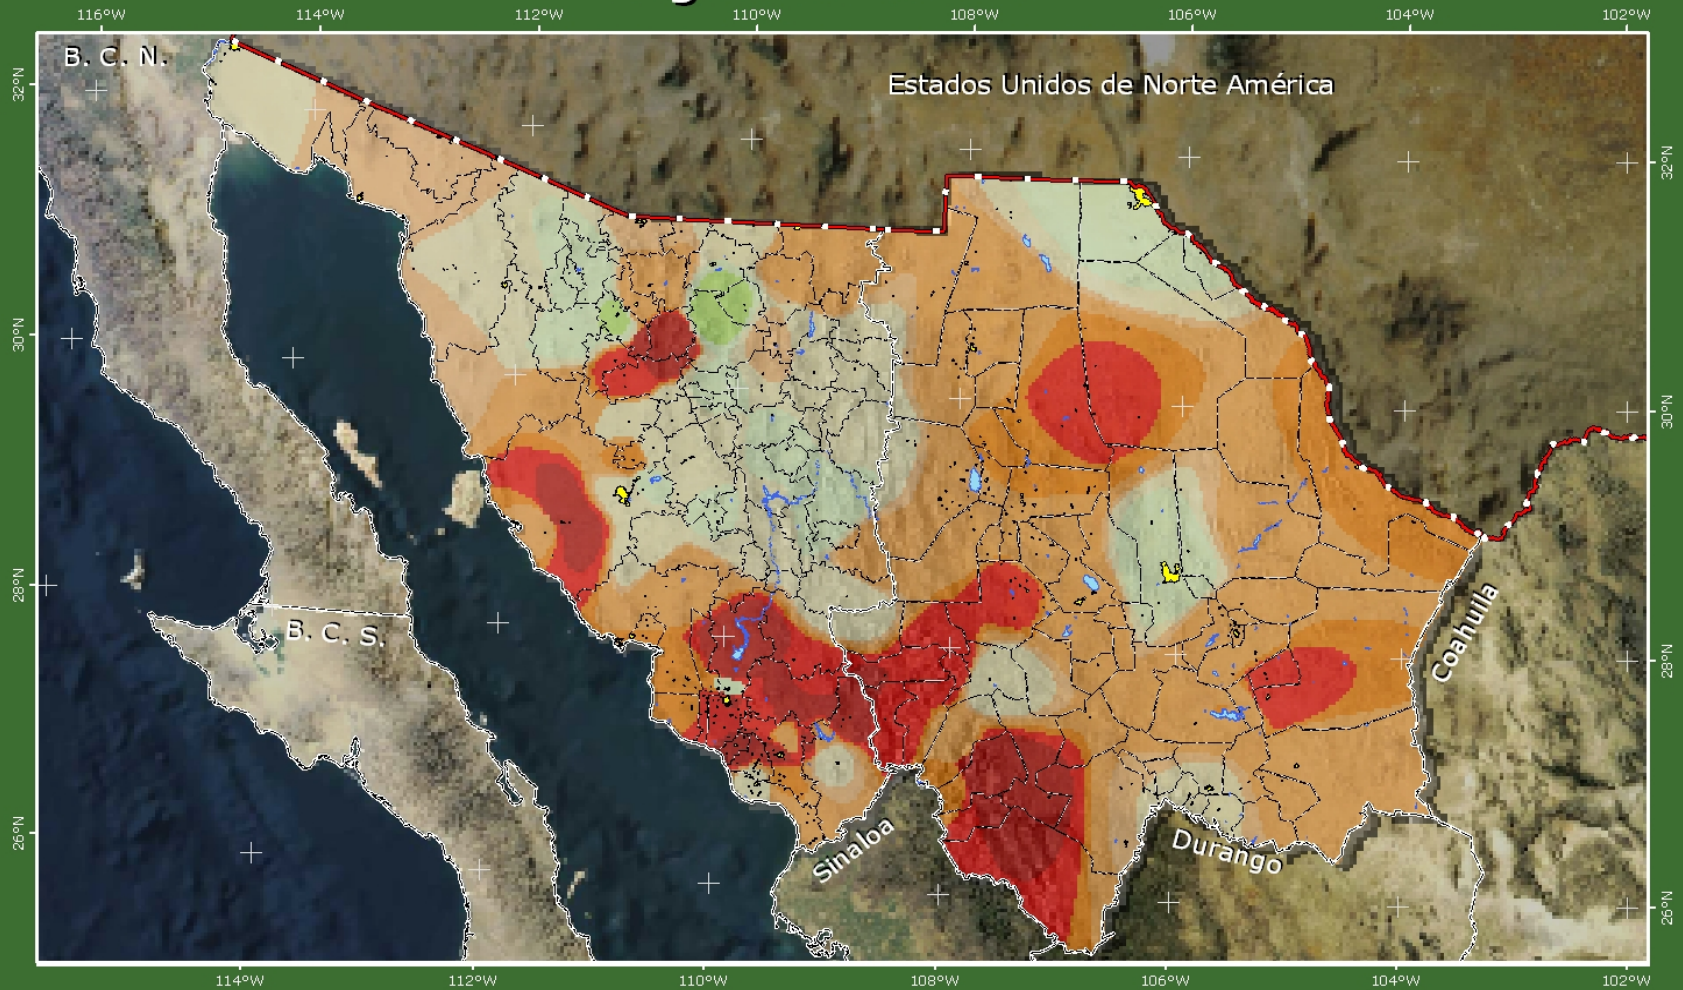 116°W 114°W 112°W 110°W 108°W 106°W 104°W 102°W
B. C. N.
Estados Unidos de Norte América
32°N
32°N
30°N
30°N
28°N
B. C. S.
Coahuila
28°N
26°N
Sinaloa
Durango
26°N
114°W 112°W 110°W 108°W 106°W 104°W 102°W